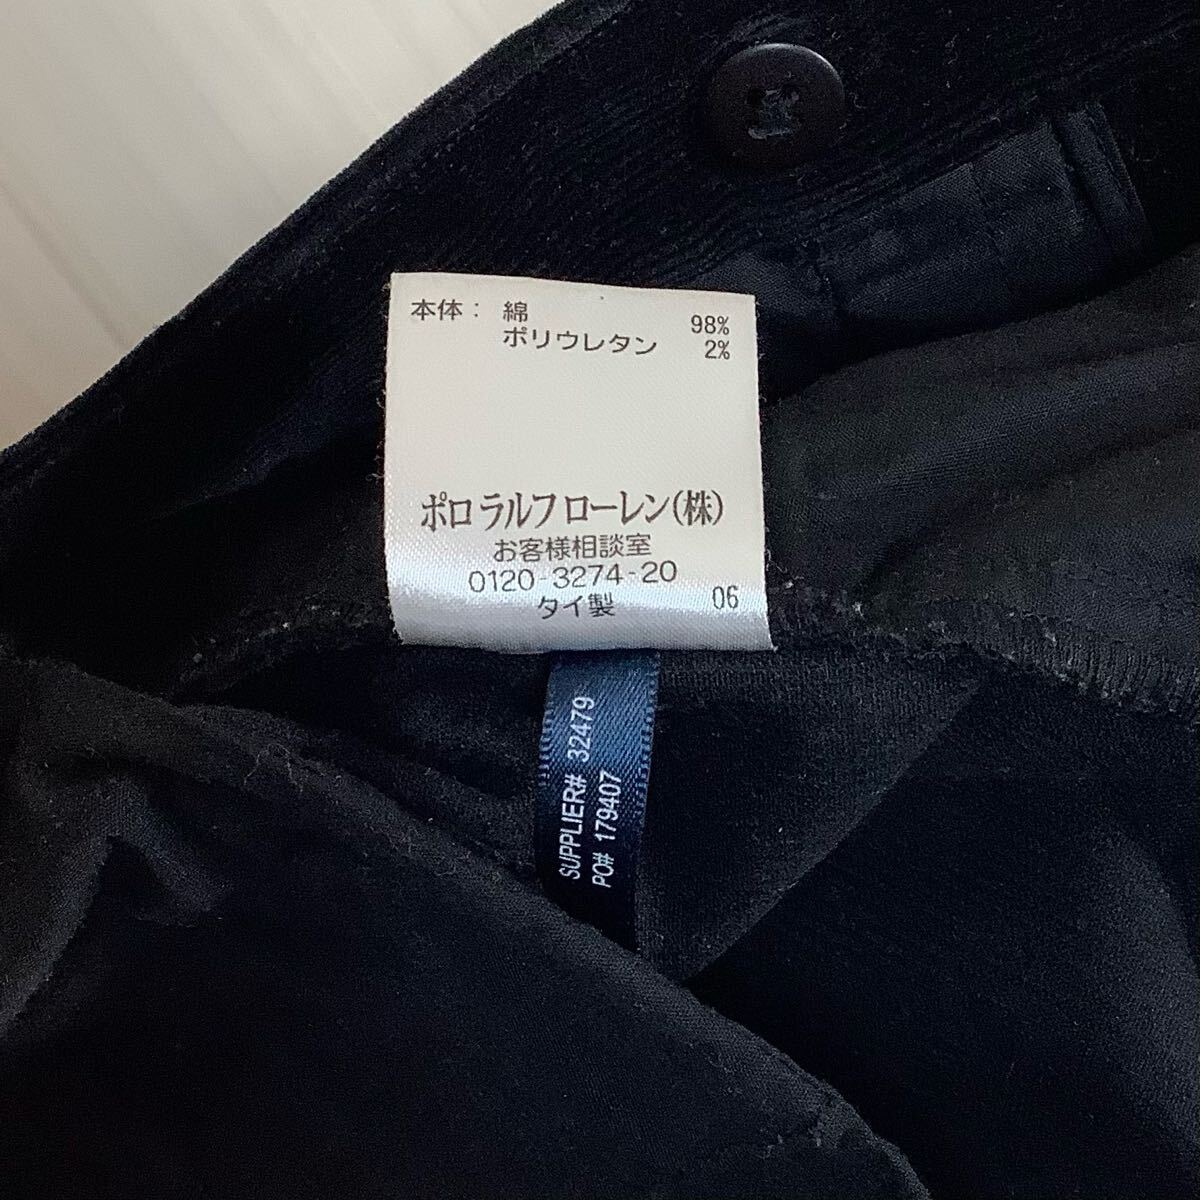 本体： 綿 98%
ポリウレタン 2%
ポロ ラルフ ローレン(株)
お客様相談室
0120-3274-20
タイ製 06
SUPPLIER# 32479
PO# 179407